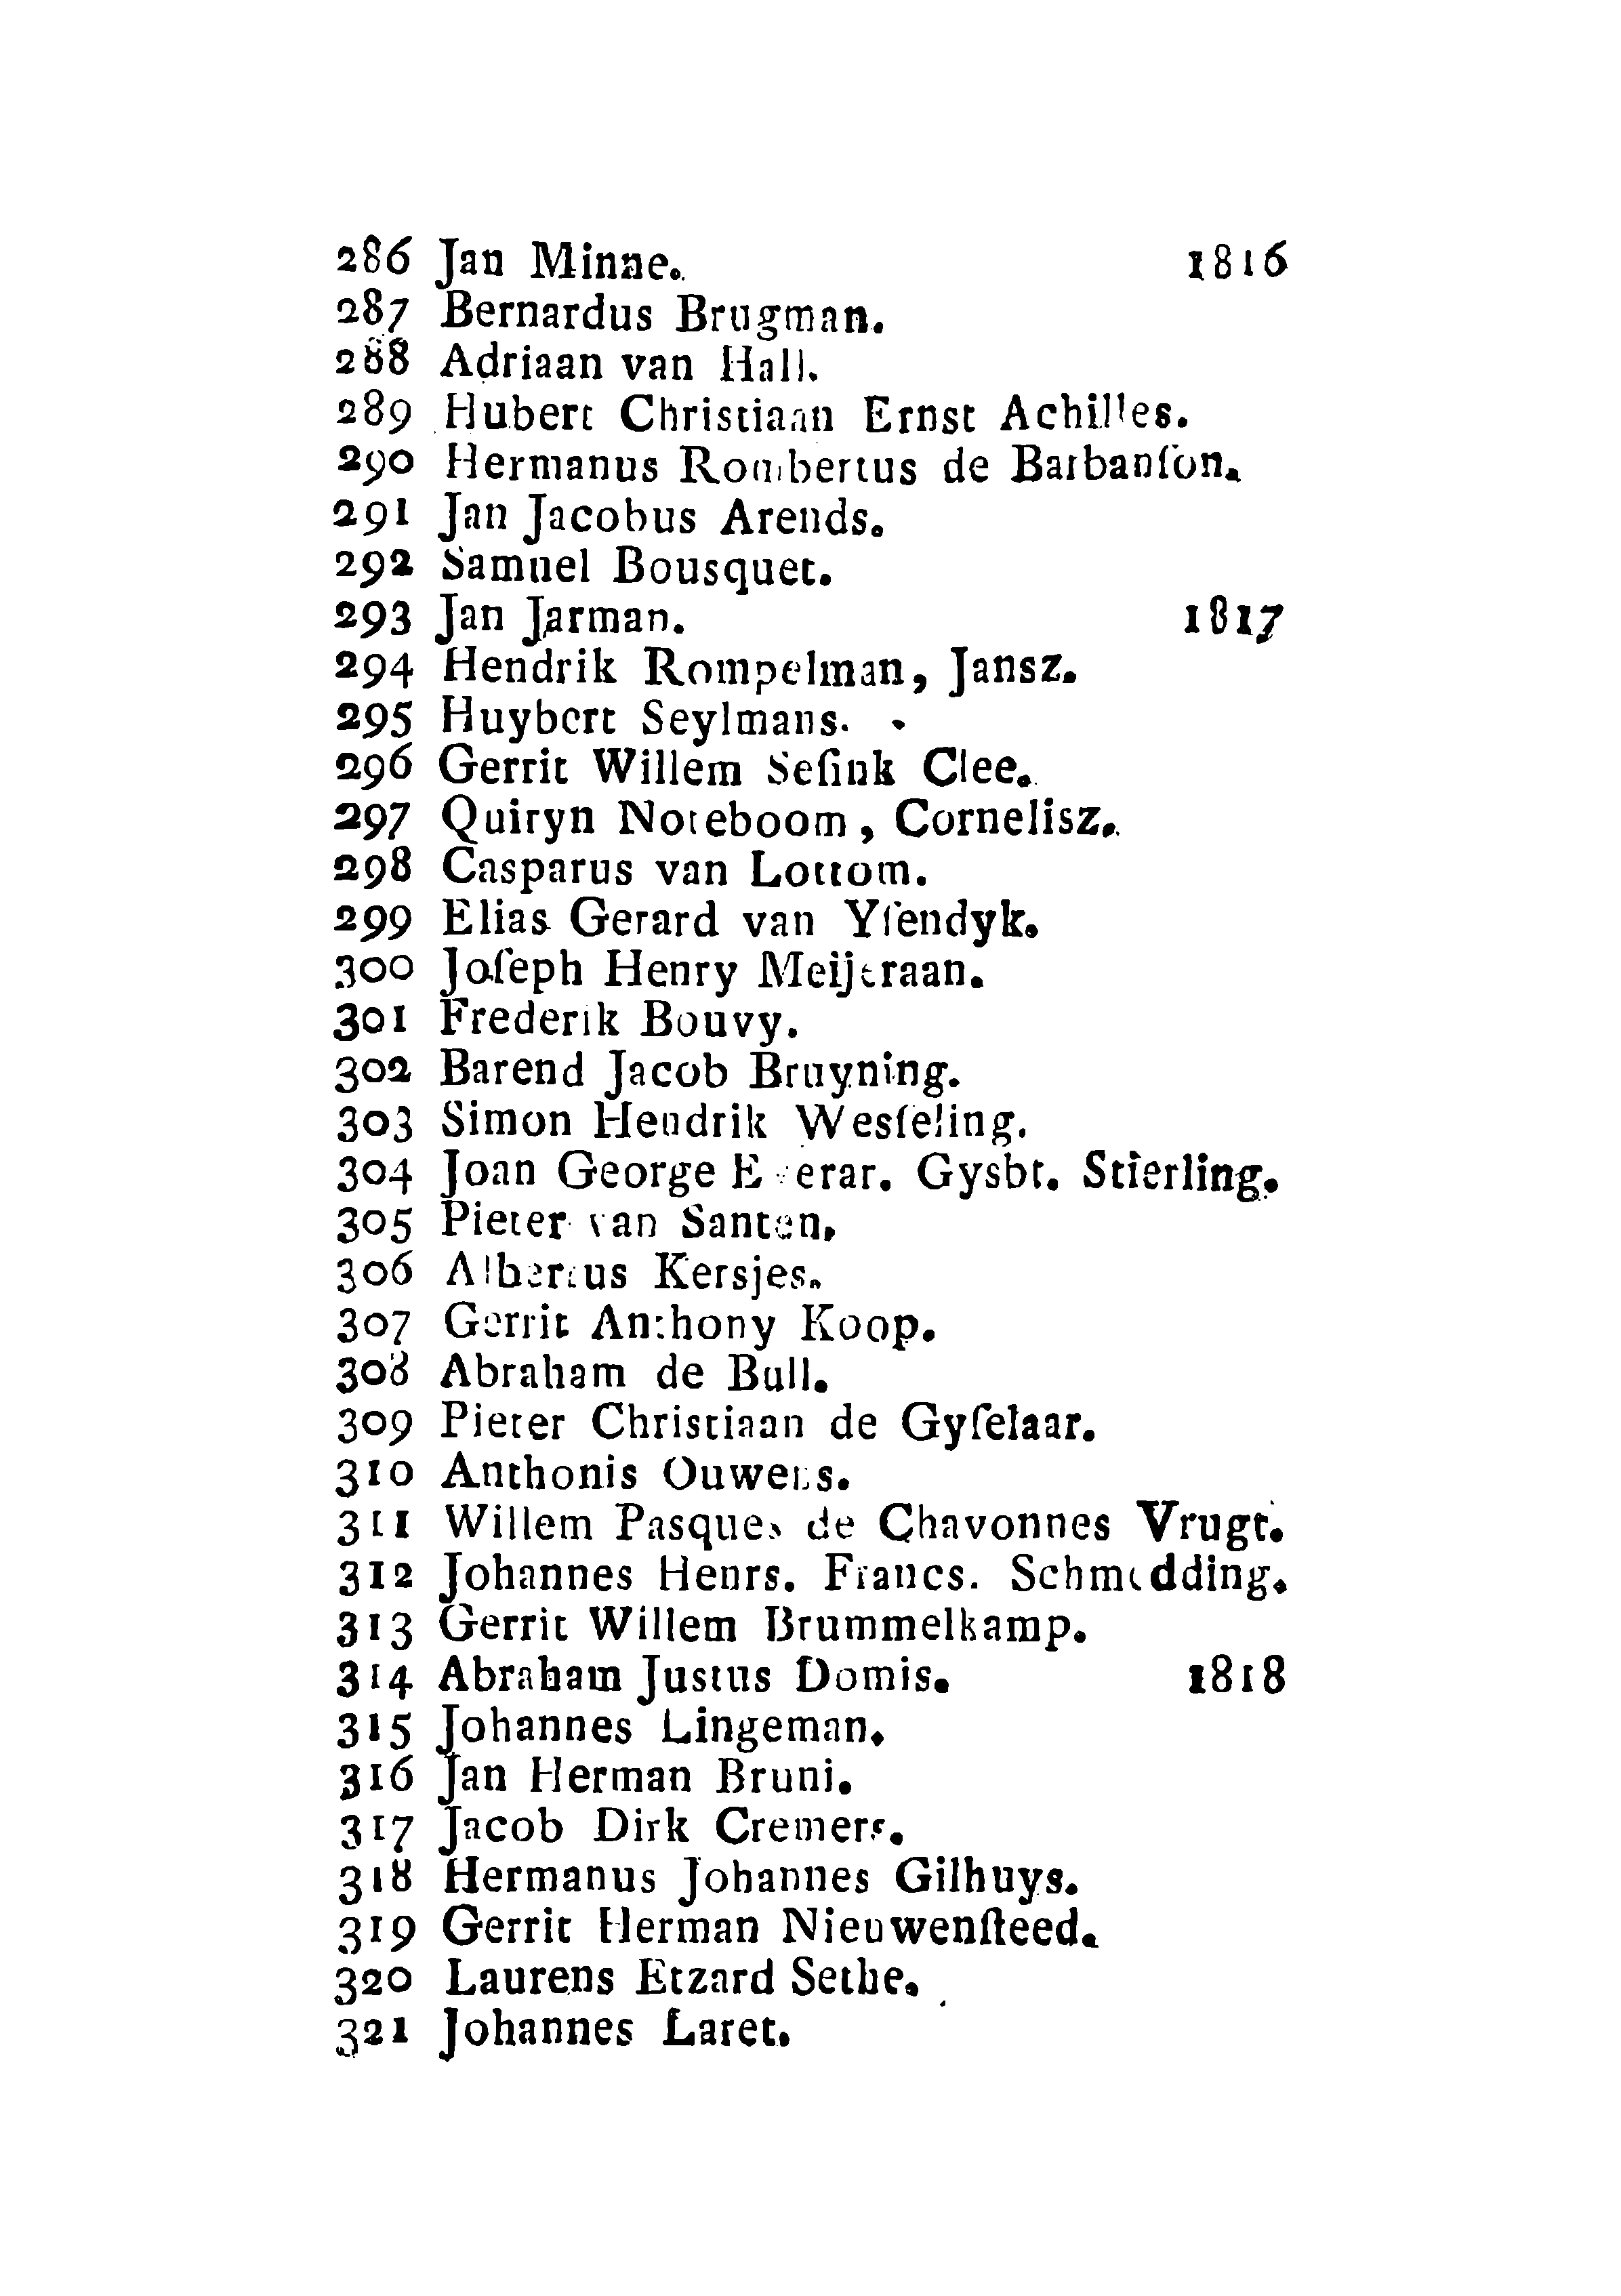 286 Jan Minne. 1816
287 Bernardus Brugman.
288 Adriaan van Hall.
289 Hubert Christiaan Ernst Achilles.
290 Hermanus Rombertus de Barbanſon.
291 Jan Jacobus Arends.
292 Samuel Bousquet.
293 Jan Jarman. 1817
294 Hendrik Rompelman, Jansz.
295 Huybert Seylmans.
296 Gerrit Willem Seſink Clee.
297 Quiryn Noteboom, Cornelisz.
298 Casparus van Lottom.
299 Elias Gerard van Yſendyk.
300 Joſeph Henry Meijtraan.
301 Frederik Bouvy.
302 Barend Jacob Bruyning.
303 Simon Hendrik Wesſeling.
304 Joan George Everar. Gysbt. Stierling.
305 Pieter van Santen.
306 Albertus Kersjes.
307 Gerrit Anthony Koop.
308 Abraham de Bull.
309 Pieter Christiaan de Gyſelaar.
310 Anthonis Ouwens.
311 Willem Pasques de Chavonnes Vrugt.
312 Johannes Henrs. Francs. Schmedding.
313 Gerrit Willem Brummelkamp.
314 Abraham Justus Domis. 1818
315 Johannes Lingeman.
316 Jan Herman Bruni.
317 Jacob Dirk Cremers.
318 Hermanus Johannes Gilhuys.
319 Gerrit Herman Nieuwenſteed.
320 Laurens Etzard Sethe.
321 Johannes Laret.